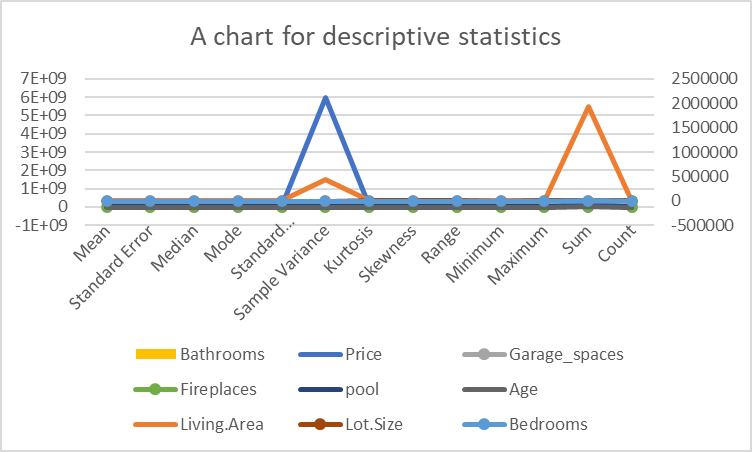 A chart for descriptive statistics
7E+09
6E+09
5E+09
4E+09
3E+09
2E+09
1E+09
0
-1E+09
2500000
2000000
1500000
1000000
500000
0
-500000
Mean
Standard Error
Median
Mode
Standard...
Sample Variance
Kurtosis
Skewness
Range
Minimum
Maximum
Sum
Count
Bathrooms Price Garage_spaces
Fireplaces pool Age
Living.Area Lot.Size Bedrooms